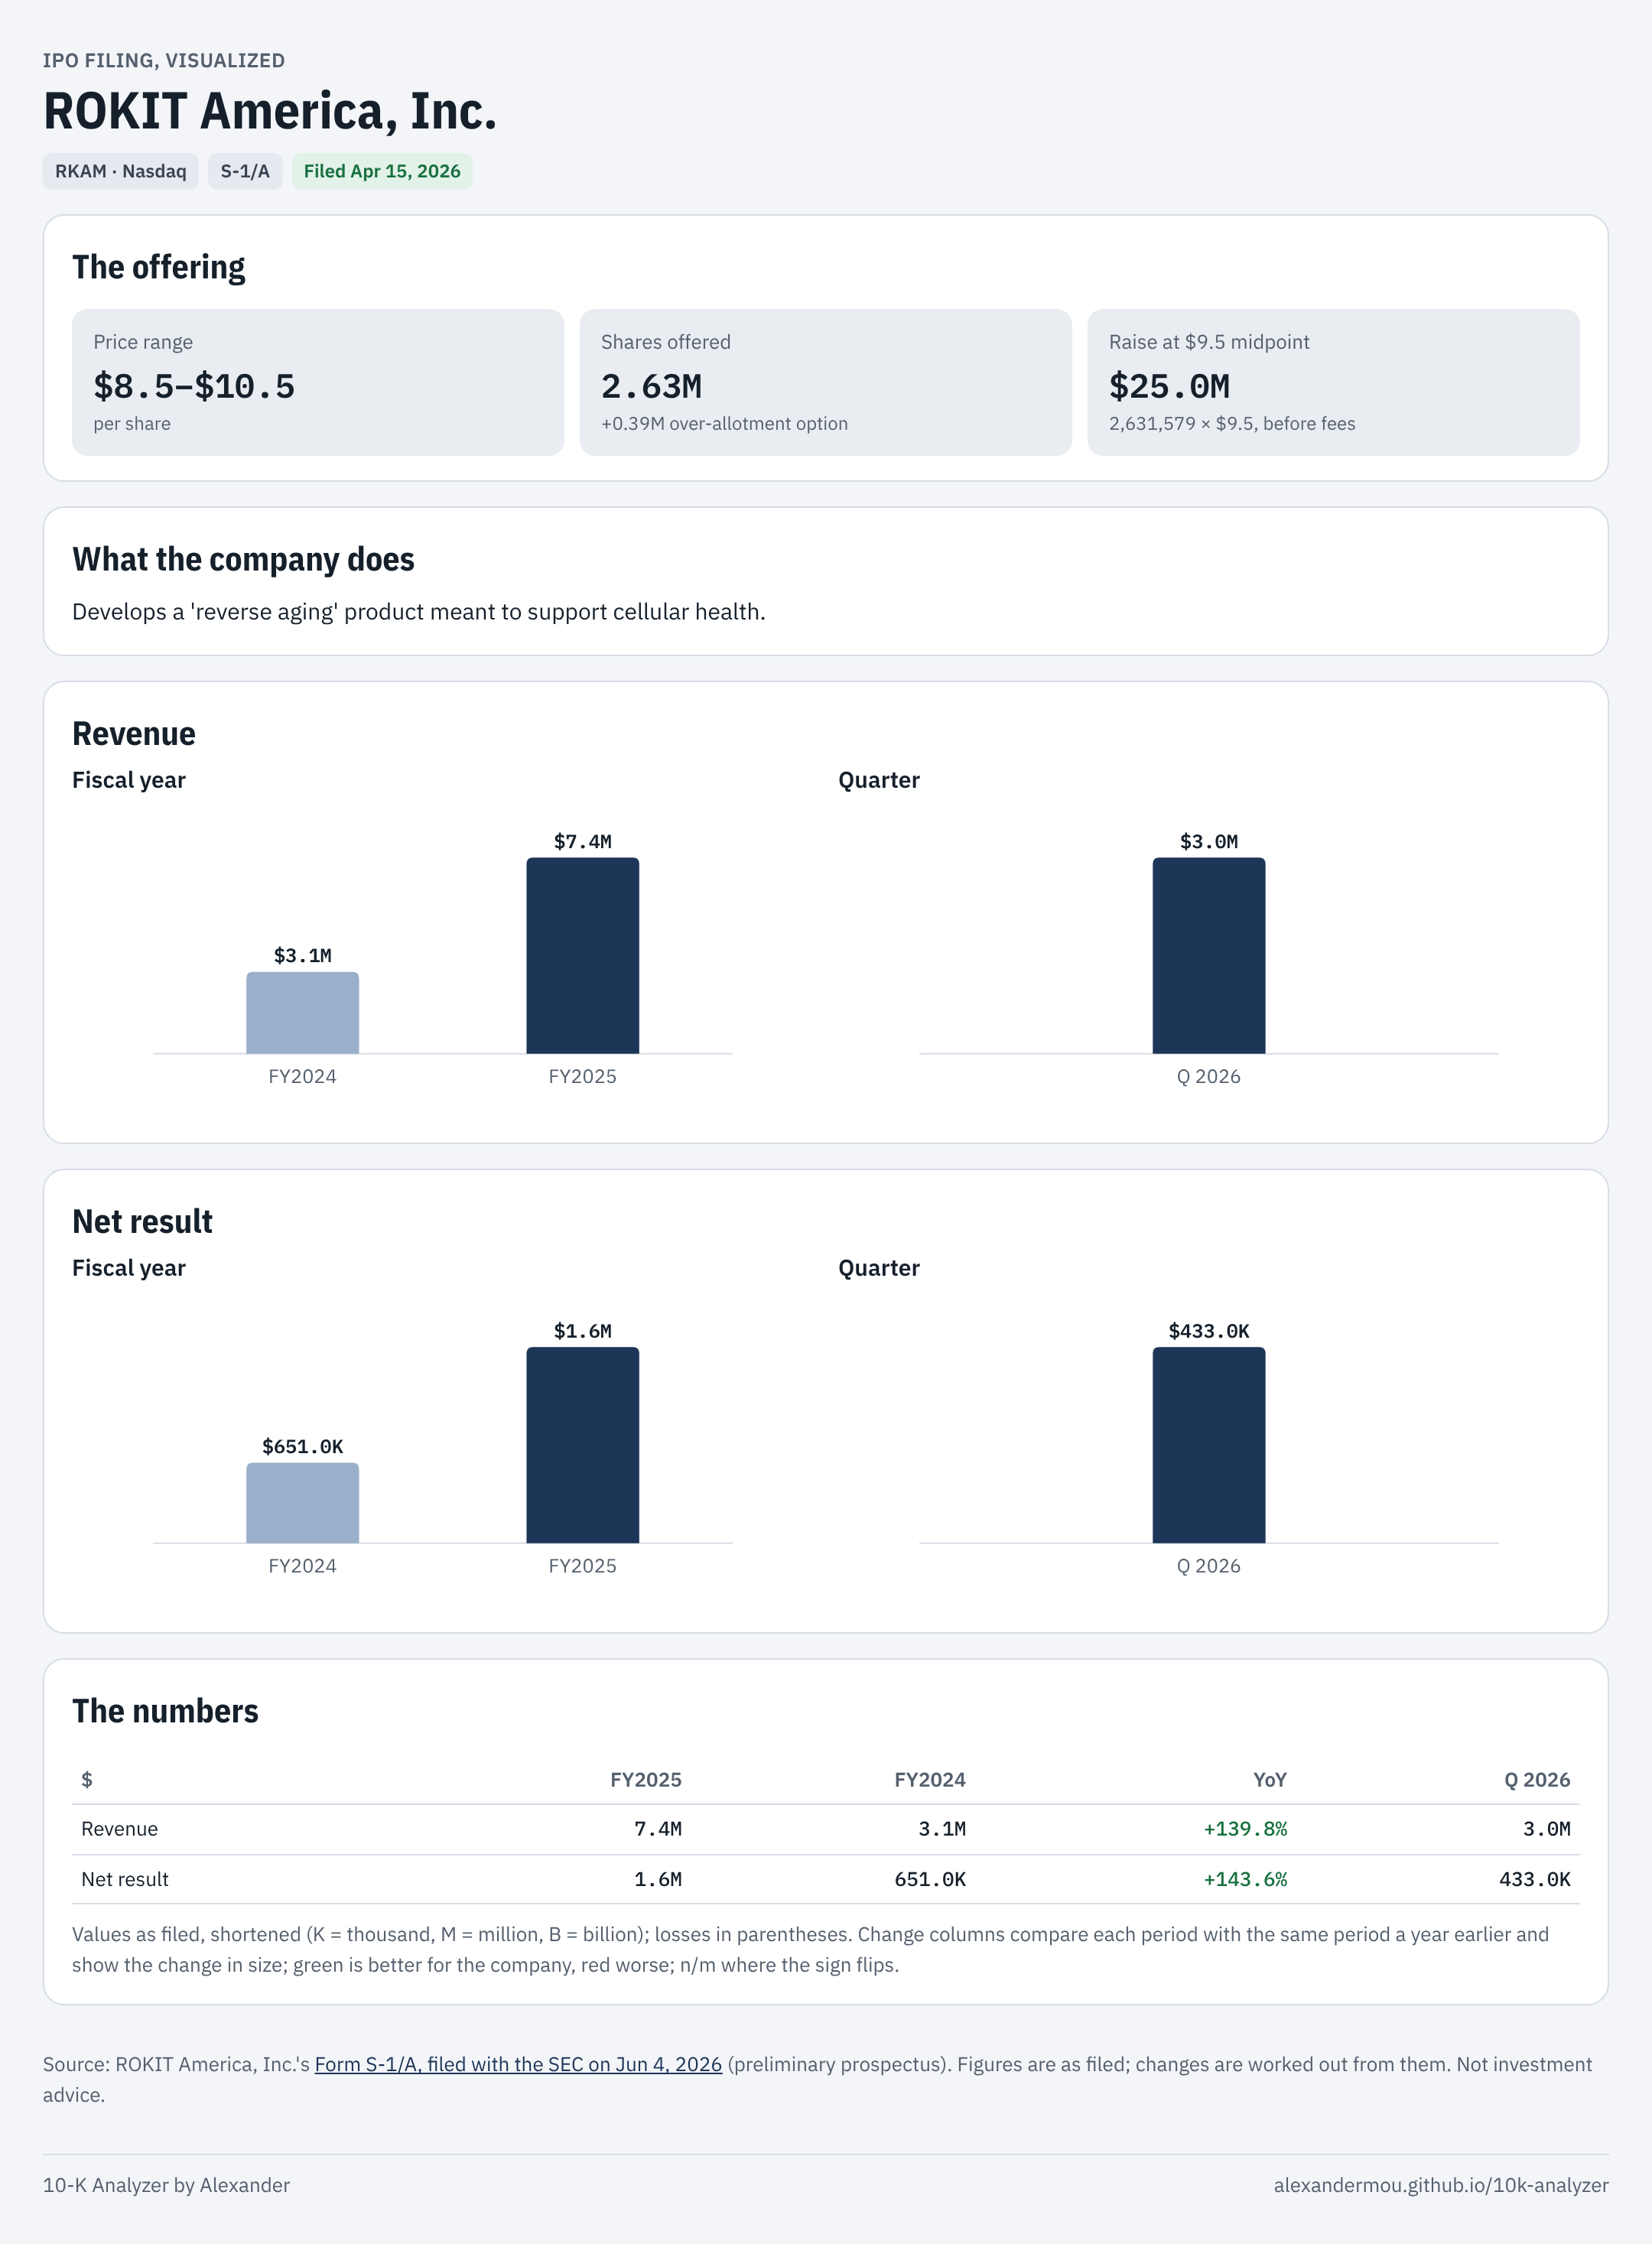 IPO FILING, VISUALIZED
ROKIT America, Inc.
RKAM · Nasdaq S-1/A Filed Apr 15, 2026
The offering
Price range
$8.5–$10.5
per share
Shares offered
2.63M
+0.39M over-allotment option
Raise at $9.5 midpoint
$25.0M
2,631,579 × $9.5, before fees
What the company does
Develops a 'reverse aging' product meant to support cellular health.
Revenue
Fiscal year
$3.1M
$7.4M
FY2024 FY2025
Quarter
$3.0M
Q 2026
Net result
Fiscal year
$651.0K
$1.6M
FY2024 FY2025
Quarter
$433.0K
Q 2026
The numbers
$ FY2025 FY2024 YoY Q 2026
Revenue 7.4M 3.1M +139.8% 3.0M
Net result 1.6M 651.0K +143.6% 433.0K
Values as filed, shortened (K = thousand, M = million, B = billion); losses in parentheses. Change columns compare each period with the same period a year earlier and
show the change in size; green is better for the company, red worse; n/m where the sign flips.
Source: ROKIT America, Inc.'s Form S-1/A, filed with the SEC on Jun 4, 2026 (preliminary prospectus). Figures are as filed; changes are worked out from them. Not investment
advice.
10-K Analyzer by Alexander
alexandermou.github.io/10k-analyzer